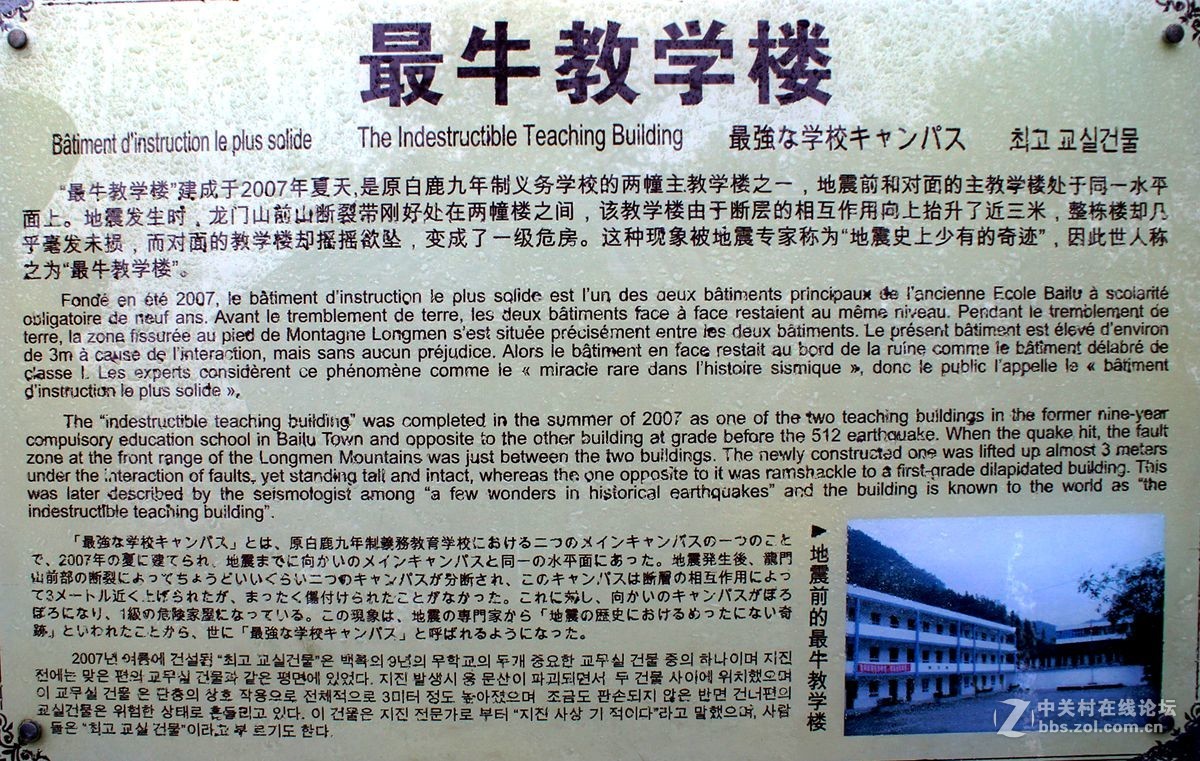 最牛教学楼
Bâtiment d'instruction le plus solide The Indestructible Teaching Building 最強な学校キャンパス 최고 교실건물
“最牛教学楼”建成于2007年夏天,是原白鹿九年制义务学校的两幢主教学楼之一，地震前和对面的主教学楼处于同一水平
面上。地震发生时，龙门山前山断裂带刚好处在两幢楼之间，该教学楼由于断层的相互作用向上抬升了近三米，整栋楼却几
乎毫发未损，而对面的教学楼却摇摇欲坠，变成了一级危房。这种现象被地震专家称为“地震史上少有的奇迹”，因此世人称
之为“最牛教学楼”。
Fondé en été 2007, le bâtiment d'instruction le plus solide est l'un des deux bâtiments principaux de l'ancienne Ecole Bailu à scolarité
obligatoire de neuf ans. Avant le tremblement de terre, les deux bâtiments face à face restaient au même niveau. Pendant le tremblement de
terre, la zone fissurée au pied de Montagne Longmen s'est située précisément entre les deux bâtiments. Le présent bâtiment est élevé d'environ
de 3m à cause de l'interaction, mais sans aucun préjudice. Alors le bâtiment en face restait au bord de la ruine comme le bâtiment délabré de
classe I. Les experts considèrent ce phénomène comme le « miracle rare dans l'histoire sismique », donc le public l'appelle le « bâtiment
d'instruction le plus solide ».
The “indestructible teaching building” was completed in the summer of 2007 as one of the two teaching buildings in the former nine-year
compulsory education school in Bailu Town and opposite to the other building at grade before the 512 earthquake. When the quake hit, the fault
zone at the front range of the Longmen Mountains was just between the two buildings. The newly constructed one was lifted up almost 3 meters
under the interaction of faults, yet standing tall and intact, whereas the one opposite to it was ramshackle to a first-grade dilapidated building. This
was later described by the seismologist among “a few wonders in historical earthquakes” and the building is known to the world as “the
indestructible teaching building”.
「最強な学校キャンパス」とは、原白鹿九年制義務教育学校における二つのメインキャンパスの一つのこと
で、2007年の夏に建てられ、地震までに向かいのメインキャンパスと同一の水平面にあった。地震発生後、瀧門
山前部の断裂によってちょうどいいぐらい二つのキャンパスが分断され、このキャンパスは断層の相互作用によっ
て3メートル近く上げられたが、まったく傷付けられたことがなかった。これに対し、向かいのキャンパスがぼろ
ぼろになり、1級の危険家屋になっている。この現象は、地震の専門家から「地震の歴史におけるめったにない奇
跡」といわれたことから、世に「最強な学校キャンパス」と呼ばれるようになった。
2007년 여름에 건설된 “최고 교실건물”은 백록의 9년의 무학교의 두개 중요한 교무실 건물 중의 하나이며 지진
전에는 맞은 편의 교무실 건물과 같은 평면에 있었다. 지진 발생시 룽 문산이 파괴되면서 두 건물 사이에 위치했으며
이 교무실 건물 은 단층의 상호 작용으로 전체적으로 3미터 정도 높아졌으며 조금도 파손되지 않은 반면 건너편의
교실건물은 위험한 상태로 흔들리고 있다. 이 건물은 지진 전문가로 부터 “지진 사상 기 적이다”라고 말했으며, 사람
들은 “최고 교실 건물”이라고 부 르기도 한다.
▶地震前的最牛教学楼
中关村在线论坛
bbs.zol.com.cn